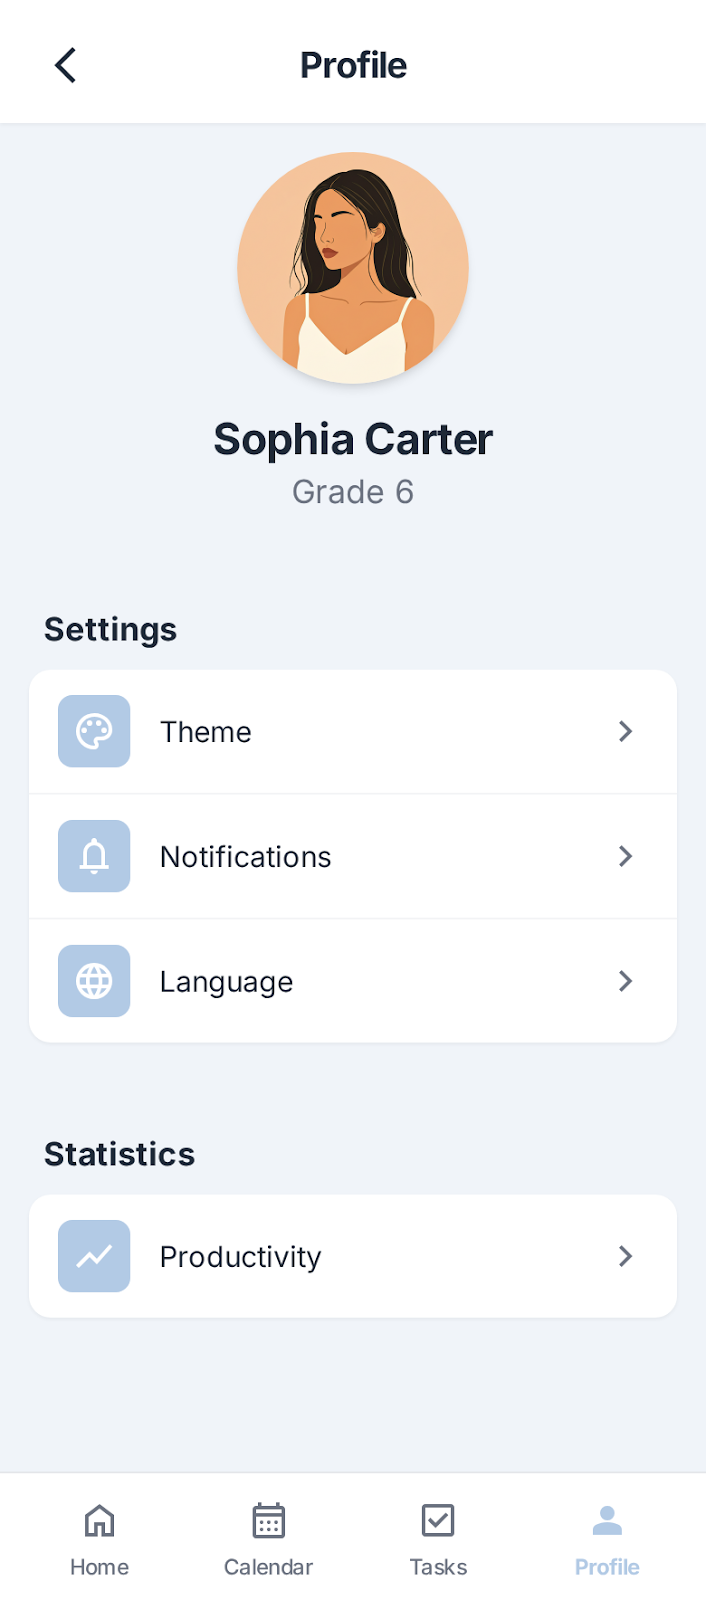 Profile
Sophia Carter
Grade 6
Settings
Theme
Notifications
Language
Statistics
Productivity
Home
Calendar
Tasks
Profile